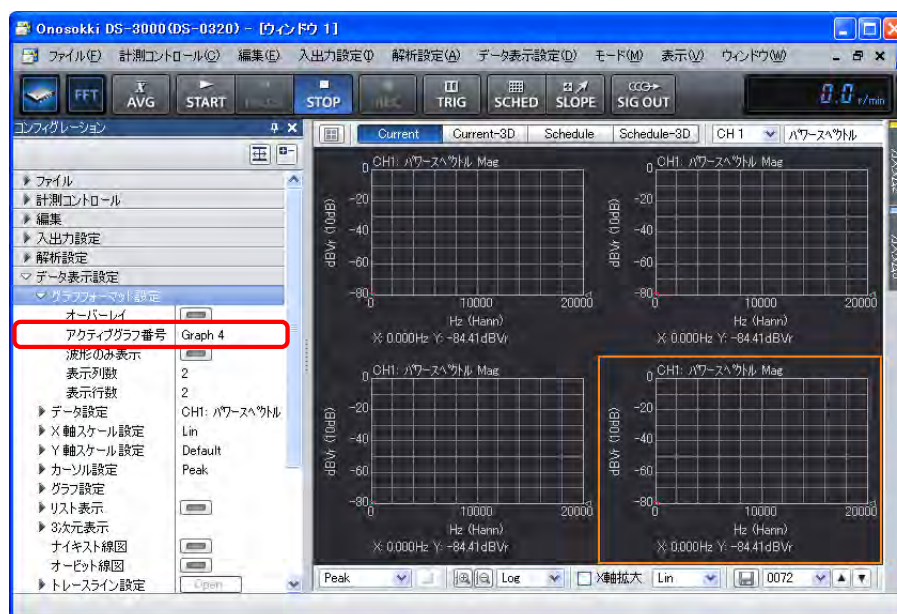 Onosokki DS-3000(DS-0320) - [ウィンドウ 1]
ファイル(F) 計測コントロール(C) 編集(E) 入出力設定(I) 解析設定(A) データ表示設定(D) モード(M) 表示(V) ウィンドウ(W)
FFT X AVG START STOP REC TRIG SCHED SLOPE SIG OUT 0.0 r/min
コンフィグレーション
Current Current-3D Schedule Schedule-3D CH 1 パワースペクトル
ファイル
計測コントロール
編集
入出力設定
解析設定
データ表示設定
グラフフォーマット設定
オーバーレイ
アクティブグラフ番号 Graph 4
波形のみ表示
表示列数 2
表示行数 2
データ設定 CH1: パワースペクトル
X 軸スケール設定 Lin
Y 軸スケール設定 Default
カーソル設定 Peak
グラフ設定
リスト表示
3次元表示
ナイキスト線図
オービット線図
トレースライン設定 Open
CH1: パワースペクトル Mag
0
-20
-40
-60
-80
dBVr (10dB)
0 10000 20000
Hz (Hann)
X: 0.000Hz Y: -84.41dBVr
CH1: パワースペクトル Mag
0
-20
-40
-60
-80
dBVr (10dB)
0 10000 20000
Hz (Hann)
X: 0.000Hz Y: -84.41dBVr
CH1: パワースペクトル Mag
0
-20
-40
-60
-80
dBVr (10dB)
0 10000 20000
Hz (Hann)
X: 0.000Hz Y: -84.41dBVr
CH1: パワースペクトル Mag
0
-20
-40
-60
-80
dBVr (10dB)
0 10000 20000
Hz (Hann)
X: 0.000Hz Y: -84.41dBVr
Peak Log X軸拡大 Lin 0072